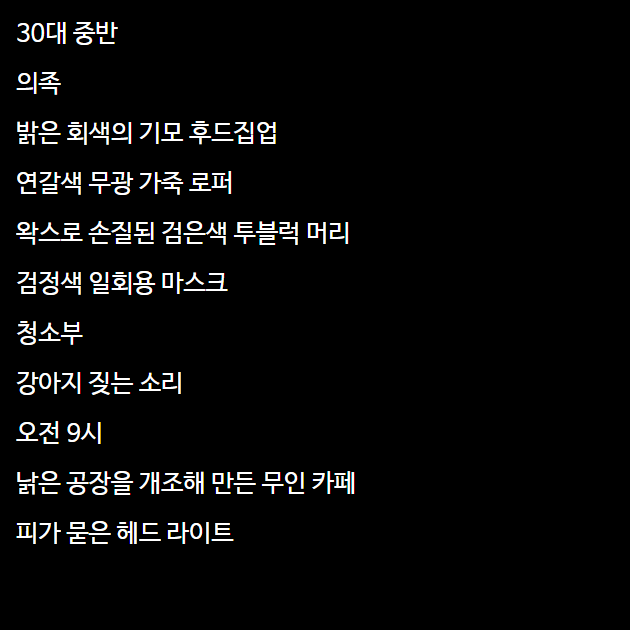 30대 중반
의족
밝은 회색의 기모 후드집업
연갈색 무광 가죽 로퍼
왁스로 손질된 검은색 투블럭 머리
검정색 일회용 마스크
청소부
강아지 짖는 소리
오전 9시
낡은 공장을 개조해 만든 무인 카페
피가 묻은 헤드 라이트